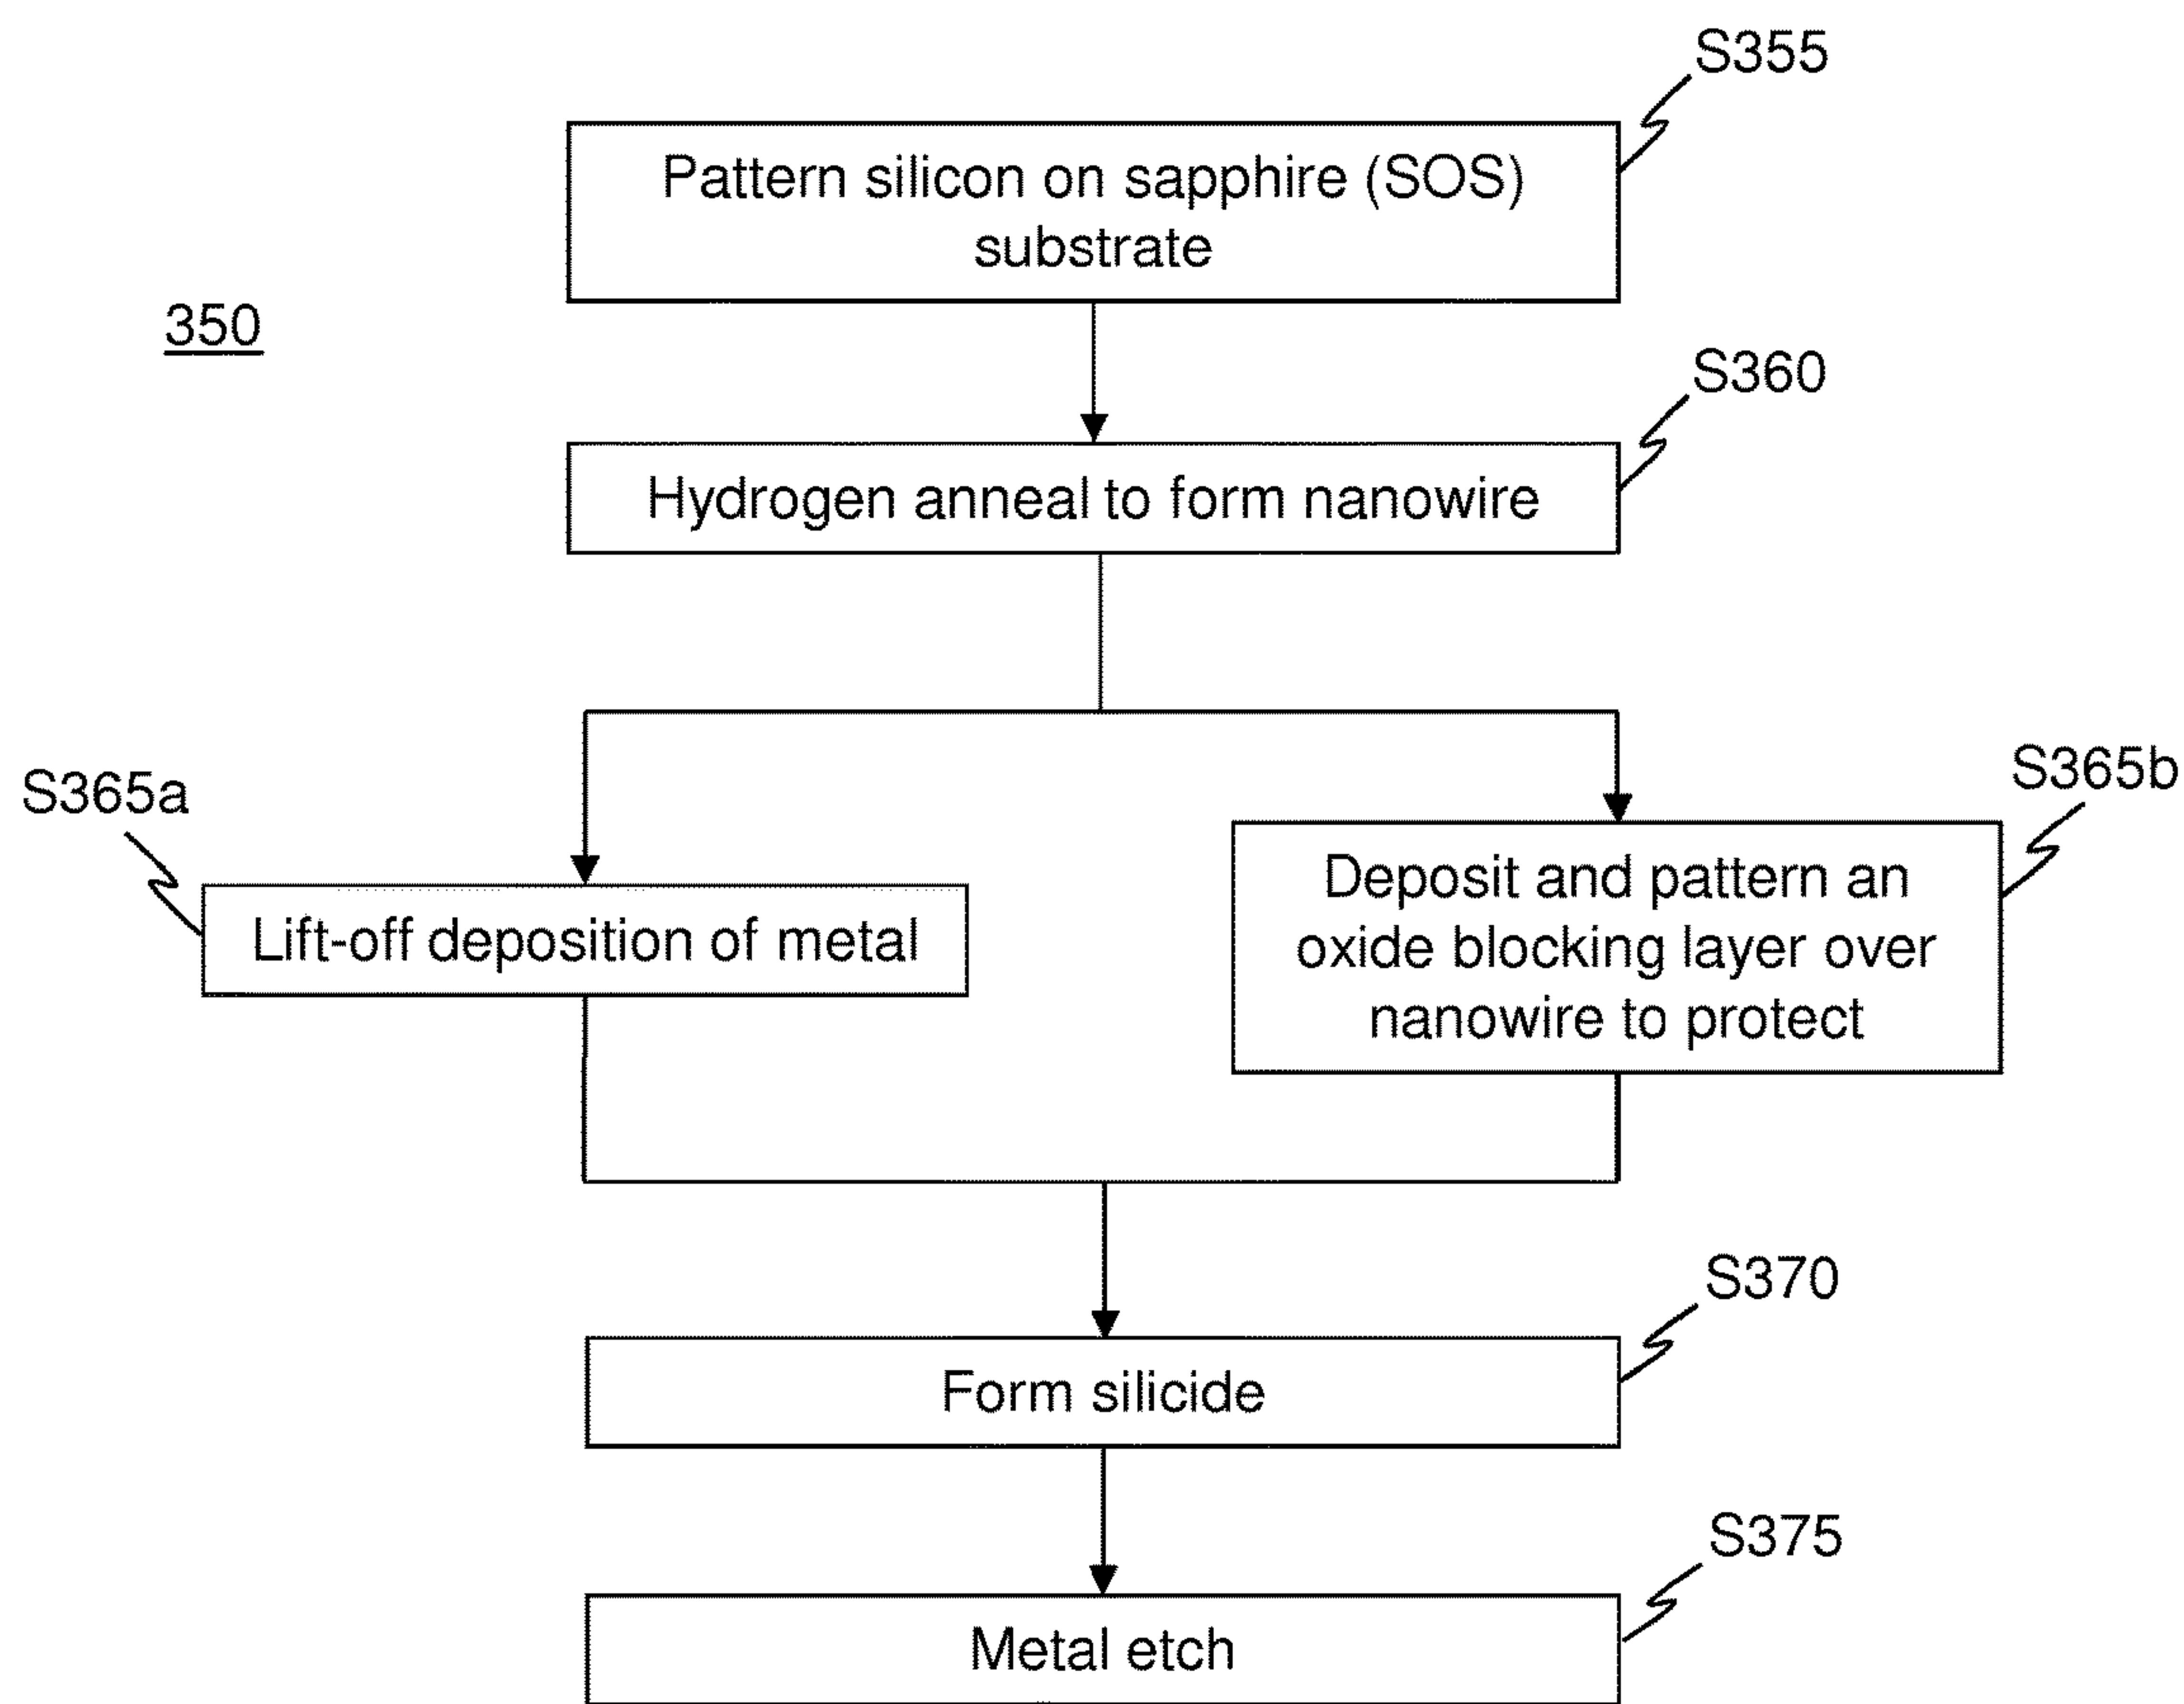 S355
Pattern silicon on sapphire (SOS)
substrate
350
S360
Hydrogen anneal to form nanowire
S365a
S365b
Lift-off deposition of metal
Deposit and pattern an
oxide blocking layer over
nanowire to protect
S370
Form silicide
S375
Metal etch